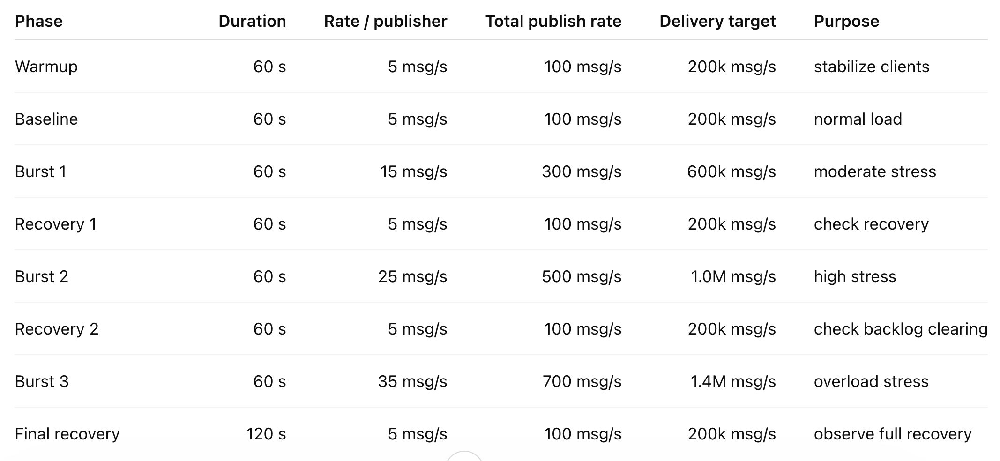 Phase Duration Rate / publisher Total publish rate Delivery target Purpose
Warmup 60 s 5 msg/s 100 msg/s 200k msg/s stabilize clients
Baseline 60 s 5 msg/s 100 msg/s 200k msg/s normal load
Burst 1 60 s 15 msg/s 300 msg/s 600k msg/s moderate stress
Recovery 1 60 s 5 msg/s 100 msg/s 200k msg/s check recovery
Burst 2 60 s 25 msg/s 500 msg/s 1.0M msg/s high stress
Recovery 2 60 s 5 msg/s 100 msg/s 200k msg/s check backlog clearing
Burst 3 60 s 35 msg/s 700 msg/s 1.4M msg/s overload stress
Final recovery 120 s 5 msg/s 100 msg/s 200k msg/s observe full recovery